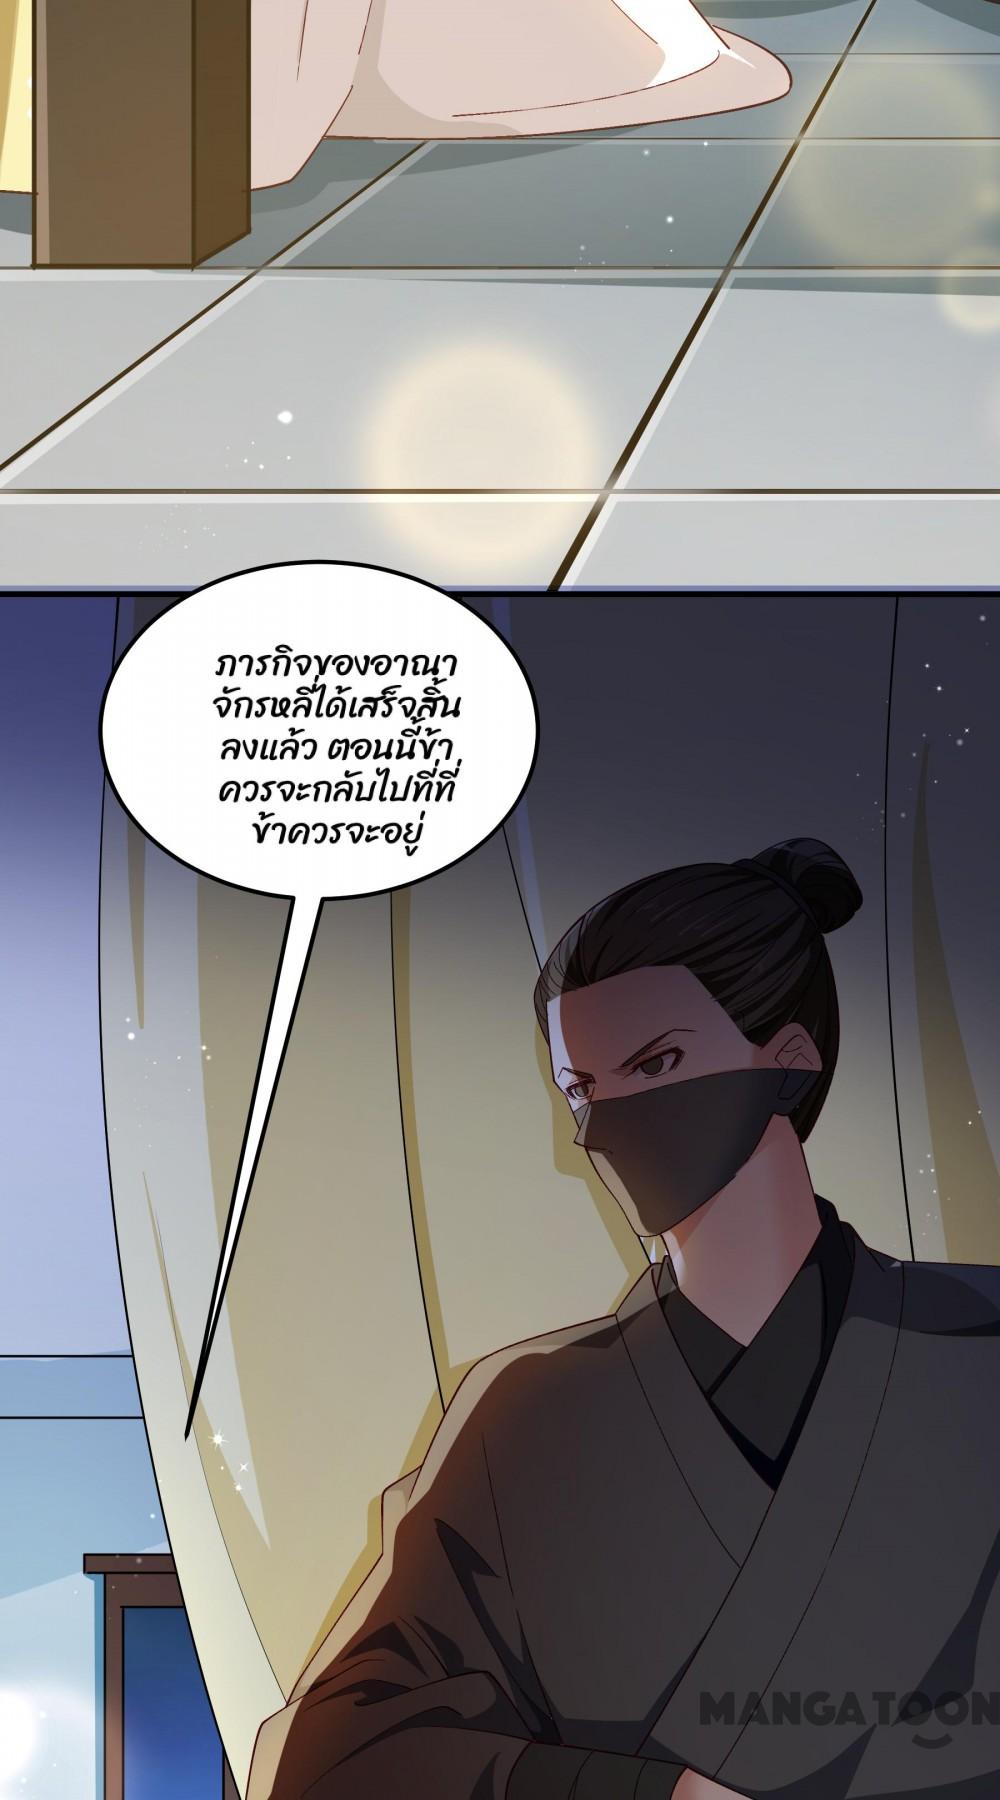 ภารกิจของอาณา
จักรหลี่ได้เสร็จสิ้น
ลงแล้ว ตอนนี้ข้า
ควรจะกลับไปที่ที่
ข้าควรจะอยู่
MANGATOON